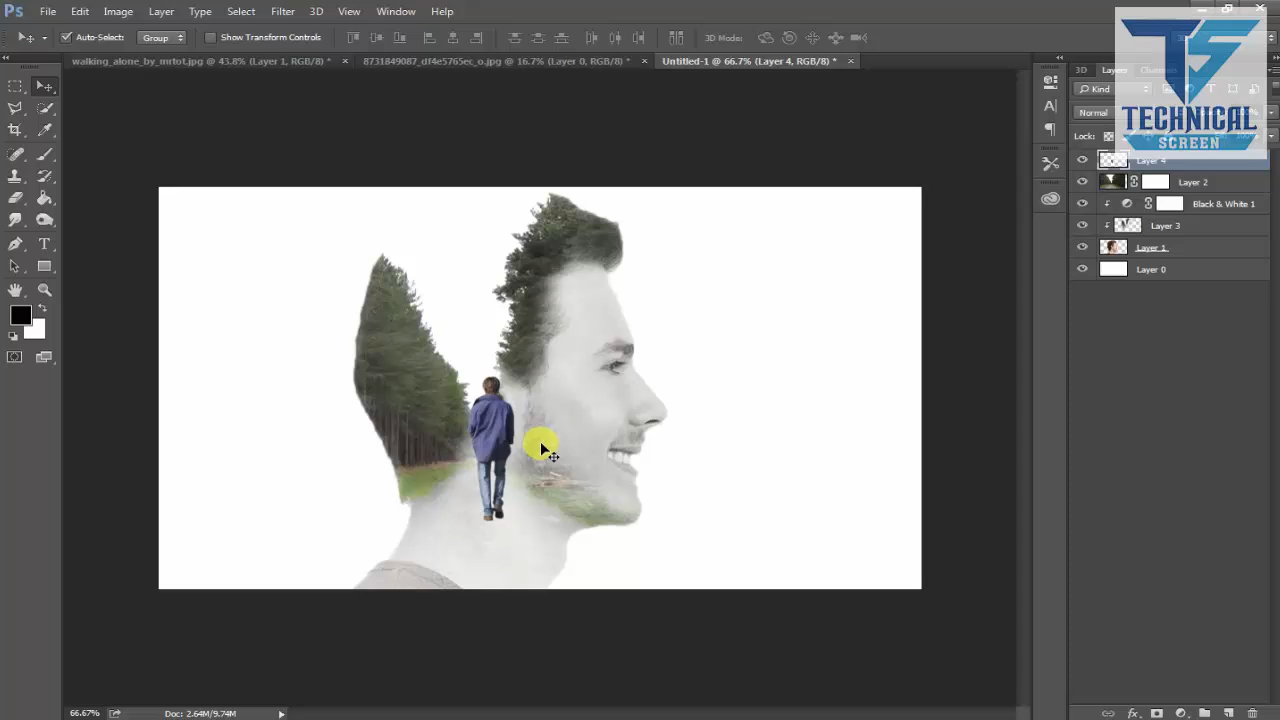 Ps File Edit Image Layer Type Select Filter 3D View Window Help
Auto-Select: Group Show Transform Controls 3D Mode:
walking_alone_by_mrtot.jpg @ 43.8% (Layer 1, RGB/8) * × 8731849087_df4e5765ec_o.jpg @ 16.7% (Layer 0, RGB/8) * × Untitled-1 @ 66.7% (Layer 4, RGB/8) * ×
3D Layers Channels
Kind
Normal
Lock:
TS
TECHNICAL
SCREEN
Layer 4
Layer 2
Black & White 1
Layer 3
Layer 1
Layer 0
66.67% Doc: 2.64M/9.74M